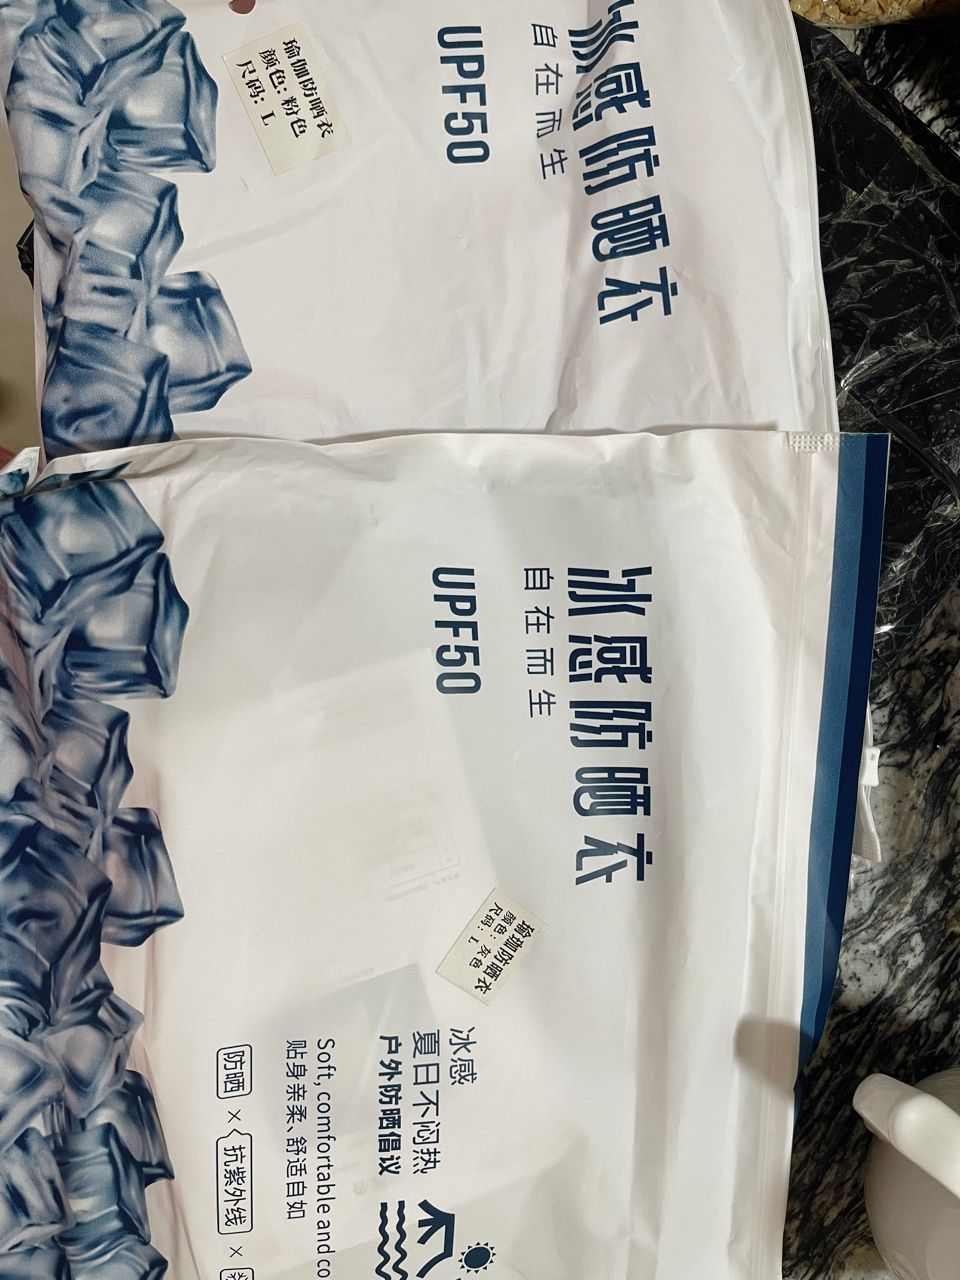 冰感防晒衣
自在而生
UPF50
瑜伽防晒衣
颜色：粉色
尺码：L
冰感防晒衣
自在而生
UPF50
瑜珈防晒衣
颜色：灰色
尺码：L
冰感
夏日不闷热
户外防晒倡议
Soft, comfortable and co
贴身亲柔、舒适自如
防晒 × 抗紫外线 ×